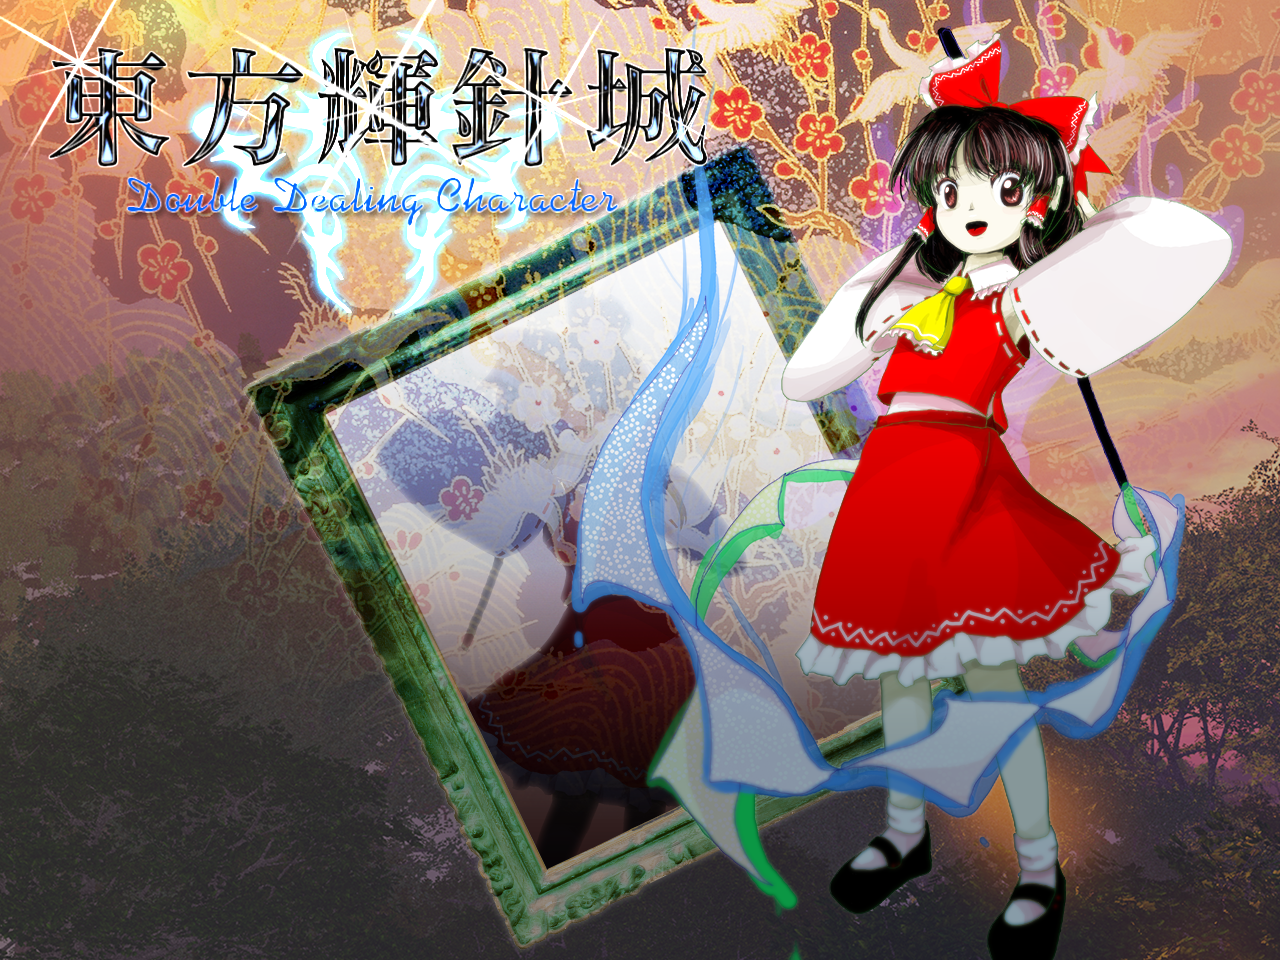 東方輝針城
Double Dealing Character